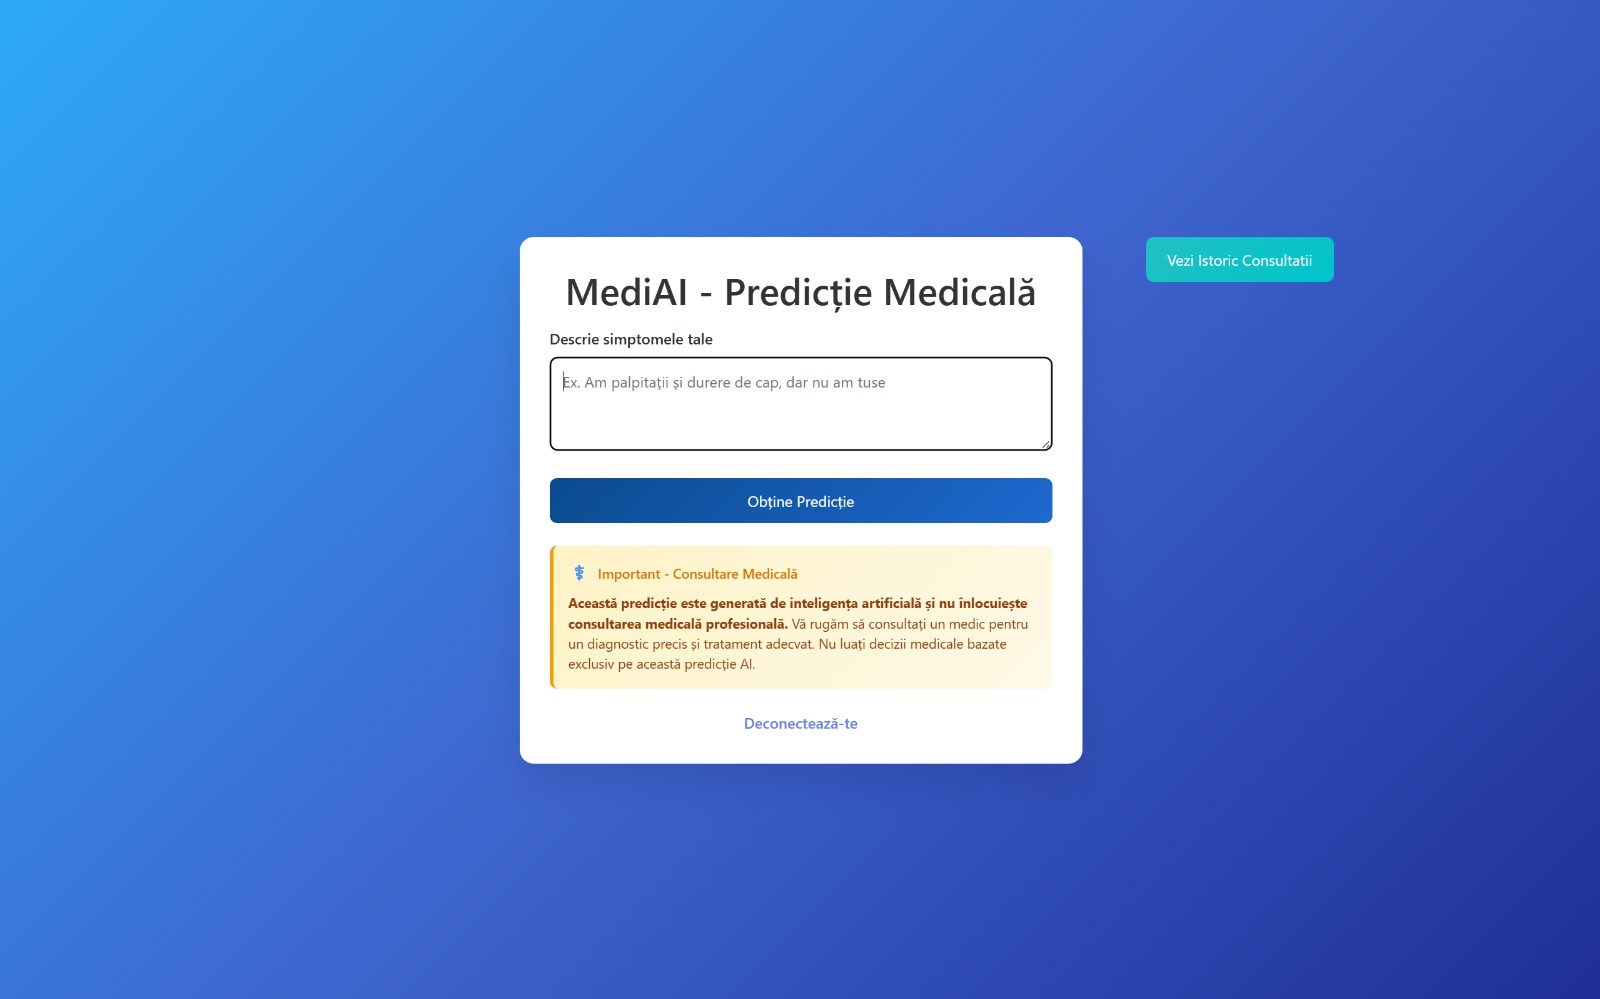 MediAI - Predicție Medicală
Vezi Istoric Consultatii
Descrie simptomele tale
Ex. Am palpitații și durere de cap, dar nu am tuse
Obține Predicție
Important - Consultare Medicală
Această predicție este generată de inteligența artificială și nu înlocuiește
consultarea medicală profesională. Vă rugăm să consultați un medic pentru
un diagnostic precis și tratament adecvat. Nu luați decizii medicale bazate
exclusiv pe această predicție AI.
Deconectează-te